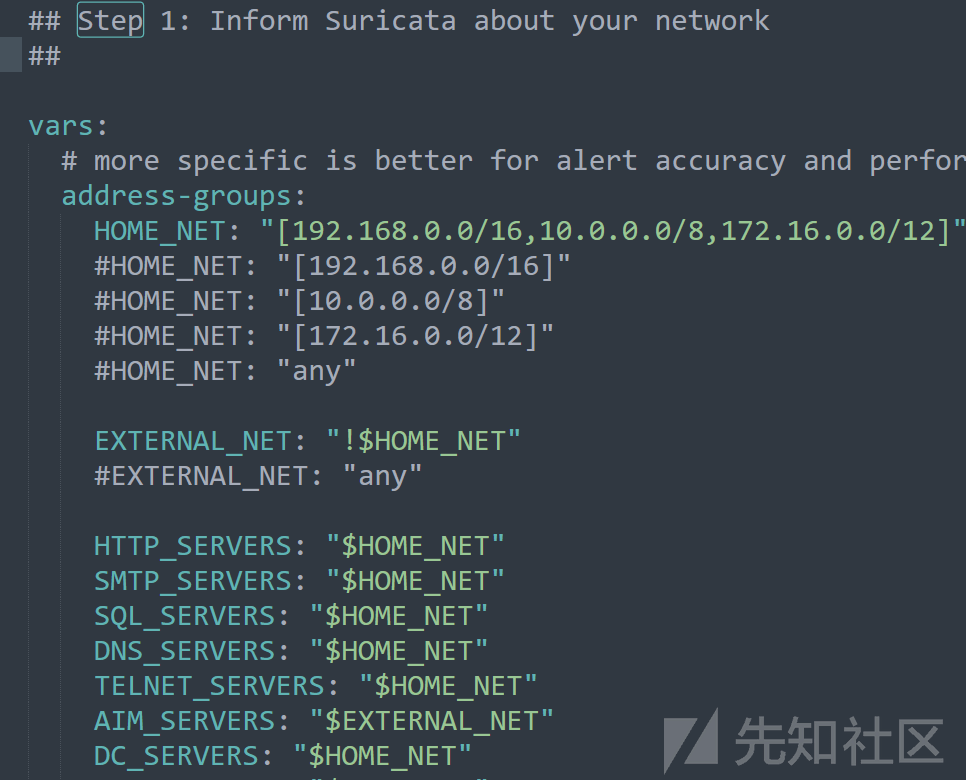 ## Step 1: Inform Suricata about your network
##
vars:
# more specific is better for alert accuracy and perfor
address-groups:
HOME_NET: "[192.168.0.0/16,10.0.0.0/8,172.16.0.0/12]"
#HOME_NET: "[192.168.0.0/16]"
#HOME_NET: "[10.0.0.0/8]"
#HOME_NET: "[172.16.0.0/12]"
#HOME_NET: "any"
EXTERNAL_NET: "!$HOME_NET"
#EXTERNAL_NET: "any"
HTTP_SERVERS: "$HOME_NET"
SMTP_SERVERS: "$HOME_NET"
SQL_SERVERS: "$HOME_NET"
DNS_SERVERS: "$HOME_NET"
TELNET_SERVERS: "$HOME_NET"
AIM_SERVERS: "$EXTERNAL_NET"
DC_SERVERS: "$HOME_NET"
先知社区